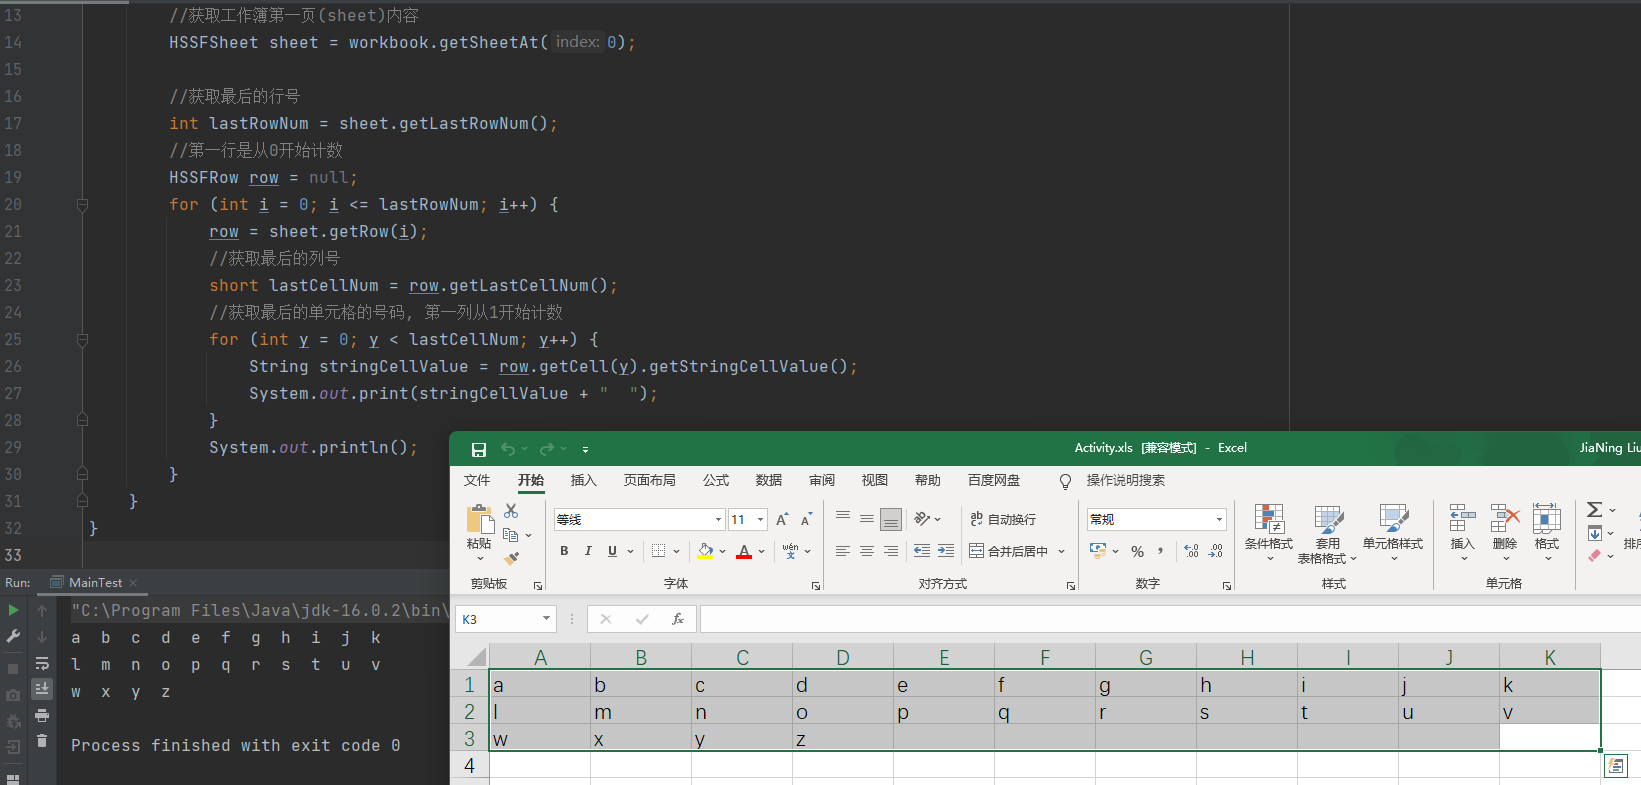 13 //获取工作簿第一页(sheet)内容
14 HSSFSheet sheet = workbook.getSheetAt( index: 0);
15
16 //获取最后的行号
17 int lastRowNum = sheet.getLastRowNum();
18 //第一行是从0开始计数
19 HSSFRow row = null;
20 for (int i = 0; i <= lastRowNum; i++) {
21 row = sheet.getRow(i);
22 //获取最后的列号
23 short lastCellNum = row.getLastCellNum();
24 //获取最后的单元格的号码, 第一列从1开始计数
25 for (int y = 0; y < lastCellNum; y++) {
26 String stringCellValue = row.getCell(y).getStringCellValue();
27 System.out.print(stringCellValue + "  ");
28 }
29 System.out.println();
30 }
31 }
32 }
33
Run: MainTest
"C:\Program Files\Java\jdk-16.0.2\bin\
a b c d e f g h i j k
l m n o p q r s t u v
w x y z
Process finished with exit code 0
Activity.xls [兼容模式] - Excel JiaNing Liu
文件 开始 插入 页面布局 公式 数据 审阅 视图 帮助 百度网盘 操作说明搜索
等线 11 A A ab 自动换行 常规
粘贴 B I U A wén 文 合并后居中 % , 条件格式 套用 表格格式 单元格样式 插入 删除 格式 Σ 排序
剪贴板 字体 对齐方式 数字 样式 单元格
K3 fx
A B C D E F G H I J K
1 a b c d e f g h i j k
2 l m n o p q r s t u v
3 w x y z
4